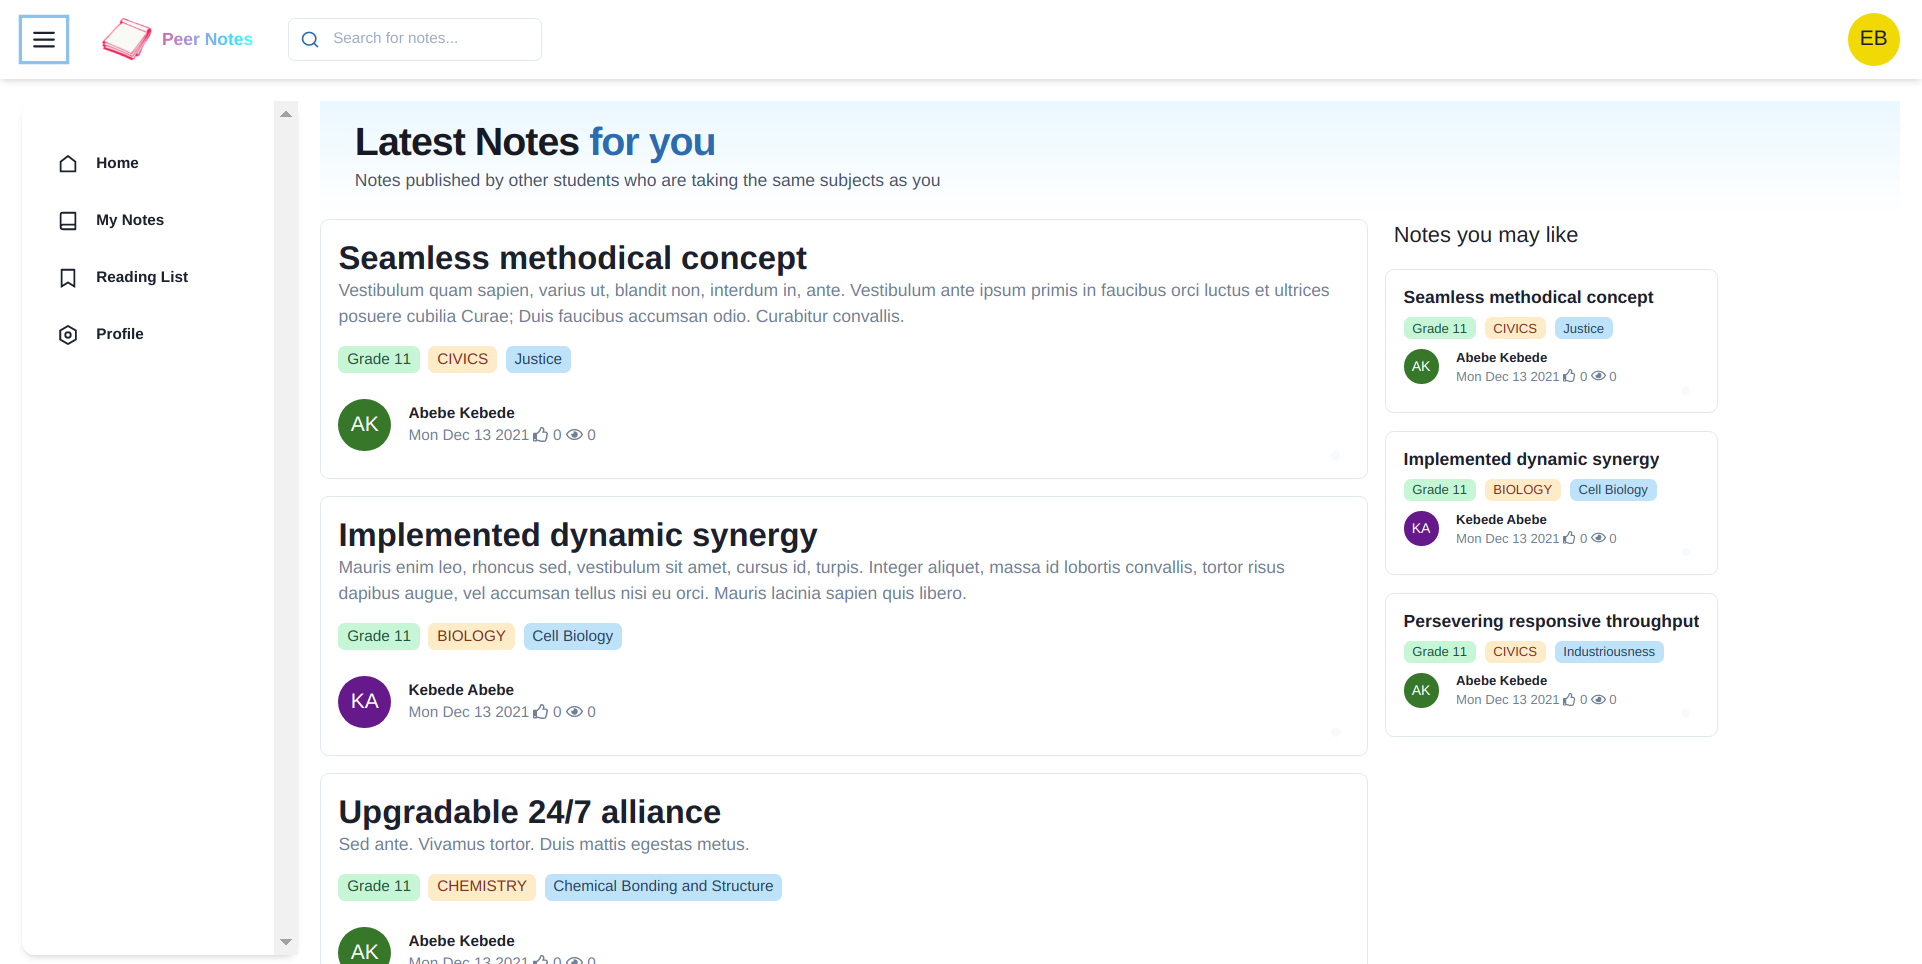 Peer Notes
Search for notes...
EB
Home
My Notes
Reading List
Profile
Latest Notes for you
Notes published by other students who are taking the same subjects as you
Seamless methodical concept
Vestibulum quam sapien, varius ut, blandit non, interdum in, ante. Vestibulum ante ipsum primis in faucibus orci luctus et ultrices
posuere cubilia Curae; Duis faucibus accumsan odio. Curabitur convallis.
Grade 11 CIVICS Justice
AK
Abebe Kebede
Mon Dec 13 2021 0 0
Implemented dynamic synergy
Mauris enim leo, rhoncus sed, vestibulum sit amet, cursus id, turpis. Integer aliquet, massa id lobortis convallis, tortor risus
dapibus augue, vel accumsan tellus nisi eu orci. Mauris lacinia sapien quis libero.
Grade 11 BIOLOGY Cell Biology
KA
Kebede Abebe
Mon Dec 13 2021 0 0
Upgradable 24/7 alliance
Sed ante. Vivamus tortor. Duis mattis egestas metus.
Grade 11 CHEMISTRY Chemical Bonding and Structure
AK
Abebe Kebede
Mon Dec 13 2021 0 0
Notes you may like
Seamless methodical concept
Grade 11 CIVICS Justice
AK
Abebe Kebede
Mon Dec 13 2021 0 0
Implemented dynamic synergy
Grade 11 BIOLOGY Cell Biology
KA
Kebede Abebe
Mon Dec 13 2021 0 0
Persevering responsive throughput
Grade 11 CIVICS Industriousness
AK
Abebe Kebede
Mon Dec 13 2021 0 0